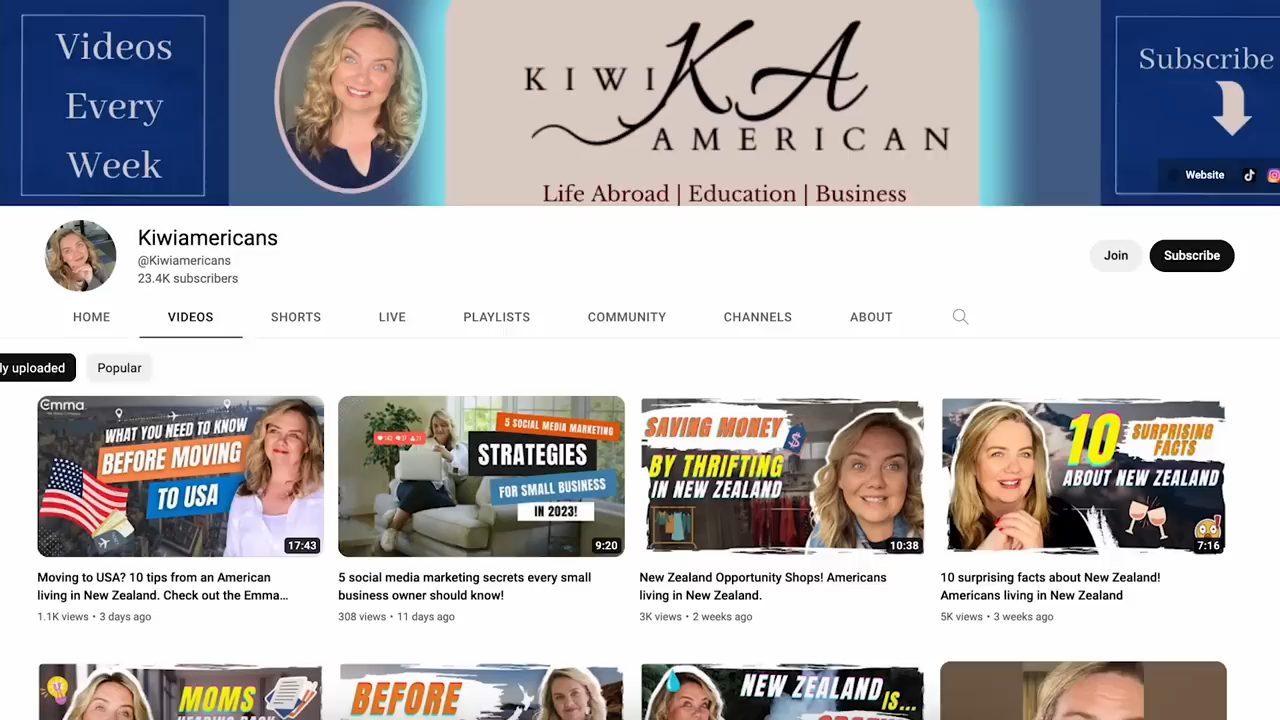 Videos
Every
Week
KIWI
KA
AMERICAN
Life Abroad | Education | Business
Subscribe
Website
Kiwiamericans
@Kiwiamericans
23.4K subscribers
Join
Subscribe
HOME
VIDEOS
SHORTS
LIVE
PLAYLISTS
COMMUNITY
CHANNELS
ABOUT
ly uploaded
Popular
Emma
WHAT YOU NEED TO KNOW
BEFORE MOVING
TO USA
17:43
5 SOCIAL MEDIA MARKETING
STRATEGIES
FOR SMALL BUSINESS
IN 2023!
9:20
SAVING MONEY
BY THRIFTING
IN NEW ZEALAND
10:38
10 SURPRISING
FACTS
ABOUT NEW ZEALAND
7:16
Moving to USA? 10 tips from an American
living in New Zealand. Check out the Emma...
1.1K views • 3 days ago
5 social media marketing secrets every small
business owner should know!
308 views • 11 days ago
New Zealand Opportunity Shops! Americans
living in New Zealand.
3K views • 2 weeks ago
10 surprising facts about New Zealand!
Americans living in New Zealand
5K views • 3 weeks ago
MOMS
BEFORE
NEW ZEALAND
IS...